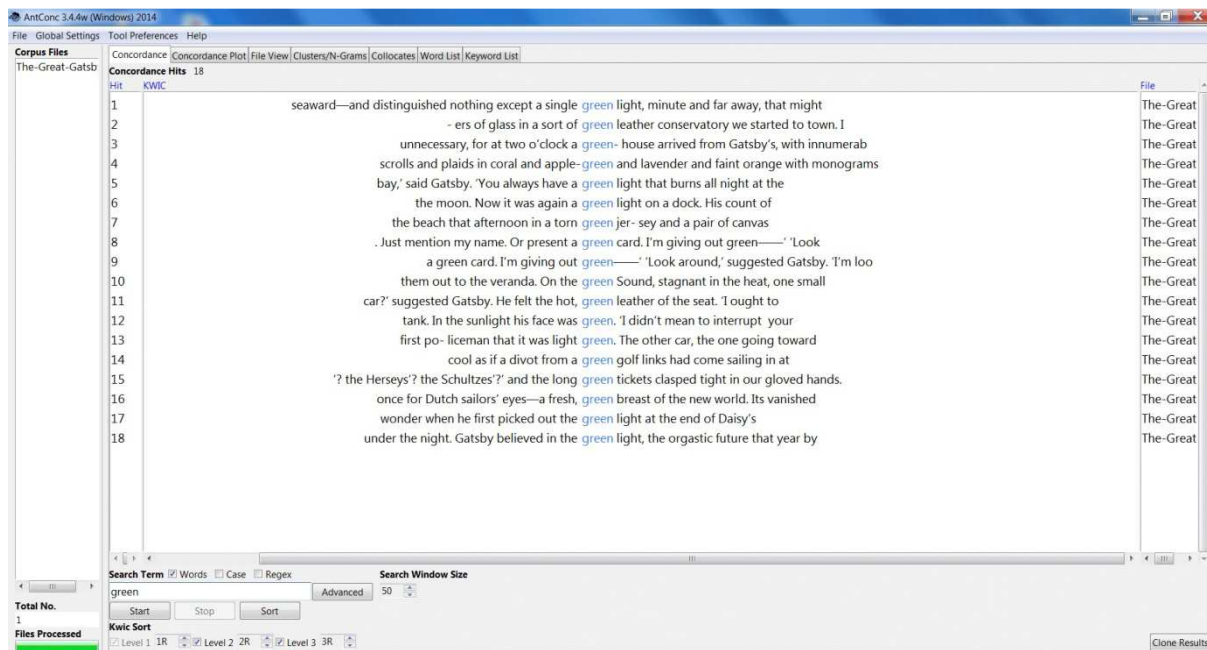 AntConc 3.4.4w (Windows) 2014
File Global Settings Tool Preferences Help
Corpus Files
The-Great-Gatsb
Concordance Concordance Plot File View Clusters/N-Grams Collocates Word List Keyword List
Concordance Hits 18
Hit KWIC File
1 seaward—and distinguished nothing except a single green light, minute and far away, that might The-Great
2 - ers of glass in a sort of green leather conservatory we started to town. I The-Great
3 unnecessary, for at two o'clock a green- house arrived from Gatsby's, with innumerab The-Great
4 scrolls and plaids in coral and apple-green and lavender and faint orange with monograms The-Great
5 bay,' said Gatsby. 'You always have a green light that burns all night at the The-Great
6 the moon. Now it was again a green light on a dock. His count of The-Great
7 the beach that afternoon in a torn green jer- sey and a pair of canvas The-Great
8 . Just mention my name. Or present a green card. I'm giving out green——' 'Look The-Great
9 a green card. I'm giving out green——' 'Look around,' suggested Gatsby. 'I'm loo The-Great
10 them out to the veranda. On the green Sound, stagnant in the heat, one small The-Great
11 car?' suggested Gatsby. He felt the hot, green leather of the seat. 'I ought to The-Great
12 tank. In the sunlight his face was green. 'I didn't mean to interrupt your The-Great
13 first po- liceman that it was light green. The other car, the one going toward The-Great
14 cool as if a divot from a green golf links had come sailing in at The-Great
15 '? the Herseys'? the Schultzes'?' and the long green tickets clasped tight in our gloved hands. The-Great
16 once for Dutch sailors' eyes—a fresh, green breast of the new world. Its vanished The-Great
17 wonder when he first picked out the green light at the end of Daisy's The-Great
18 under the night. Gatsby believed in the green light, the orgastic future that year by The-Great
Search Term Words Case Regex Search Window Size
green Advanced 50
Total No.
1
Start Stop Sort
Files Processed
Kwic Sort
Level 1 1R Level 2 2R Level 3 3R Clone Results